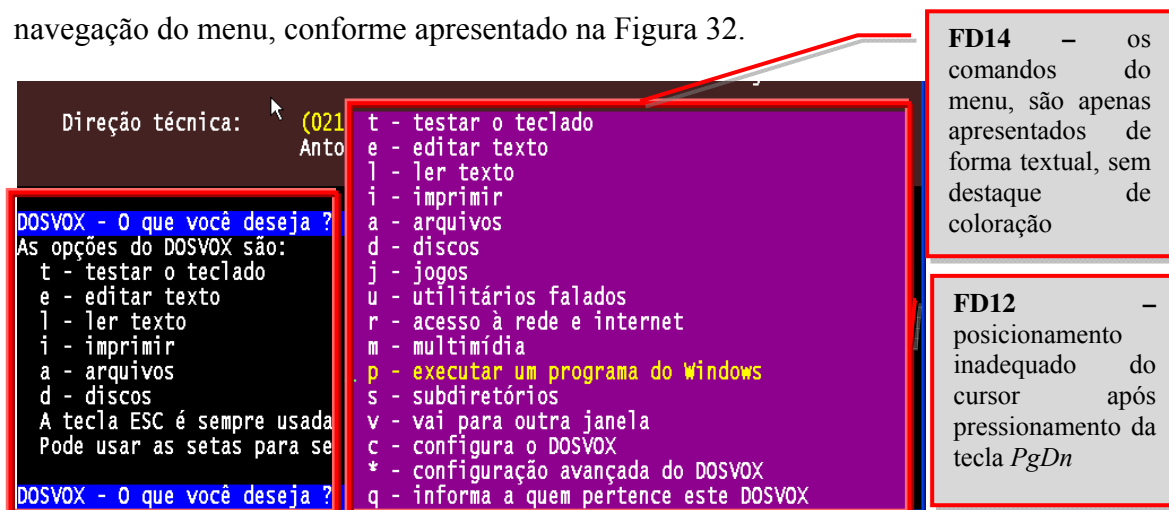 navegação do menu, conforme apresentado na Figura 32.
Direção técnica: (021
Anto
DOSVOX - O que você deseja ?
As opções do DOSVOX são:
t - testar o teclado
e - editar texto
l - ler texto
i - imprimir
a - arquivos
d - discos
A tecla ESC é sempre usada
Pode usar as setas para se
DOSVOX - O que você deseja ?
t - testar o teclado
e - editar texto
l - ler texto
i - imprimir
a - arquivos
d - discos
j - jogos
u - utilitários falados
r - acesso à rede e internet
m - multimídia
p - executar um programa do Windows
s - subdiretórios
v - vai para outra janela
c - configura o DOSVOX
* - configuração avançada do DOSVOX
q - informa a quem pertence este DOSVOX
FD14 – os
comandos do
menu, são apenas
apresentados de
forma textual, sem
destaque de
coloração
FD12 –
posicionamento
inadequado do
cursor após
pressionamento da
tecla PgDn